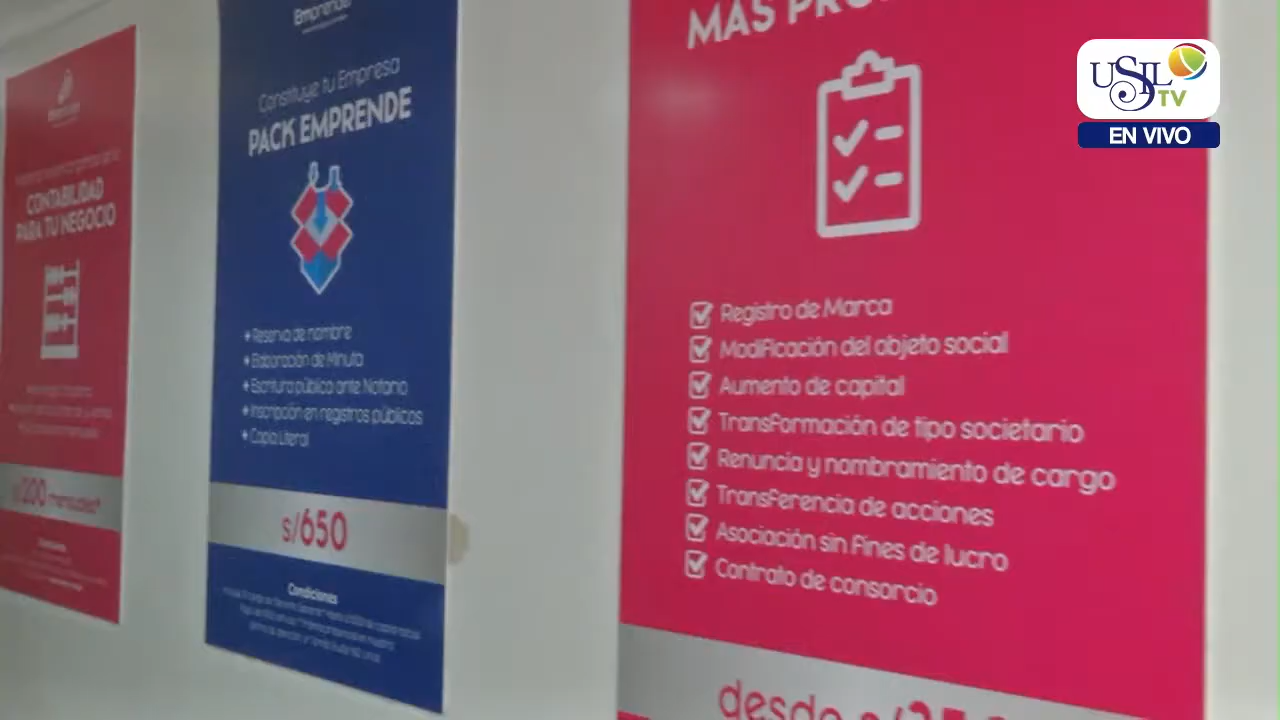 CONTABILIDAD
PARA TU NEGOCIO
s/200 mensuales*
Emprender
Constituye tu Empresa
PACK EMPRENDE
Reserva de nombre
Elaboración de Minuta
Escritura pública ante Notario
Inscripción en registros públicos
Copia Literal
s/650
Condiciones
MÁS
Registro de Marca
Modificación del objeto social
Aumento de capital
Transformación de tipo societario
Renuncia y nombramiento de cargo
Transferencia de acciones
Asociación sin fines de lucro
Contrato de consorcio
desde
USIL
TV
EN VIVO